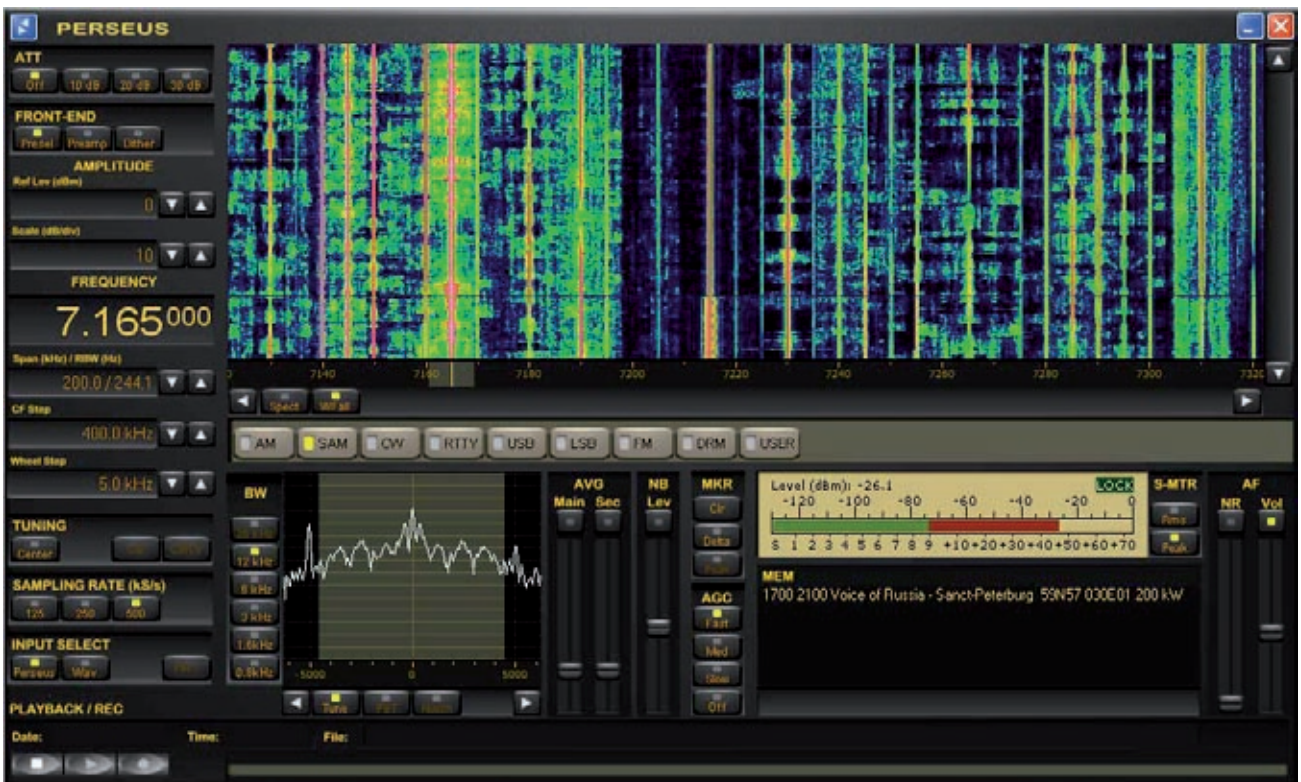 PERSEUS
ATT
Off 10 dB 20 dB 30 dB
FRONT-END
Presel Preamp Dither
AMPLITUDE
Ref Lev (dBm)
0
Scale (dB/div)
10
FREQUENCY
7.165000
Span (kHz) / RBW (Hz)
200.0 / 244.1
CF Step
400.0 kHz
Wheel Step
5.0 kHz
TUNING
Center
SAMPLING RATE (kS/s)
125 250 500
INPUT SELECT
Perseus Wav
PLAYBACK / REC
Date: Time: File:
7140 7160 7180 7200 7220 7240 7260 7280 7300 7320
Spect WFall
AM SAM CW RTTY USB LSB FM DRM USER
BW
12 kHz
6 kHz
3 kHz
1.6kHz
0.8kHz
-5000 0 5000
Tune
AVG
Main Sec
NB
Lev
MKR
Clr
Delta
AGC
Fast
Med
Slow
Off
Level (dBm): -26.1 LOCK
-120 -100 -80 -60 -40 -20 0
S 1 2 3 4 5 6 7 8 9 +10+20+30+40+50+60+70
S-MTR
Rms
Peak
AF
NR Vol
MEM
1700 2100 Voice of Russia - Sanct-Peterburg 59N57 030E01 200 kW